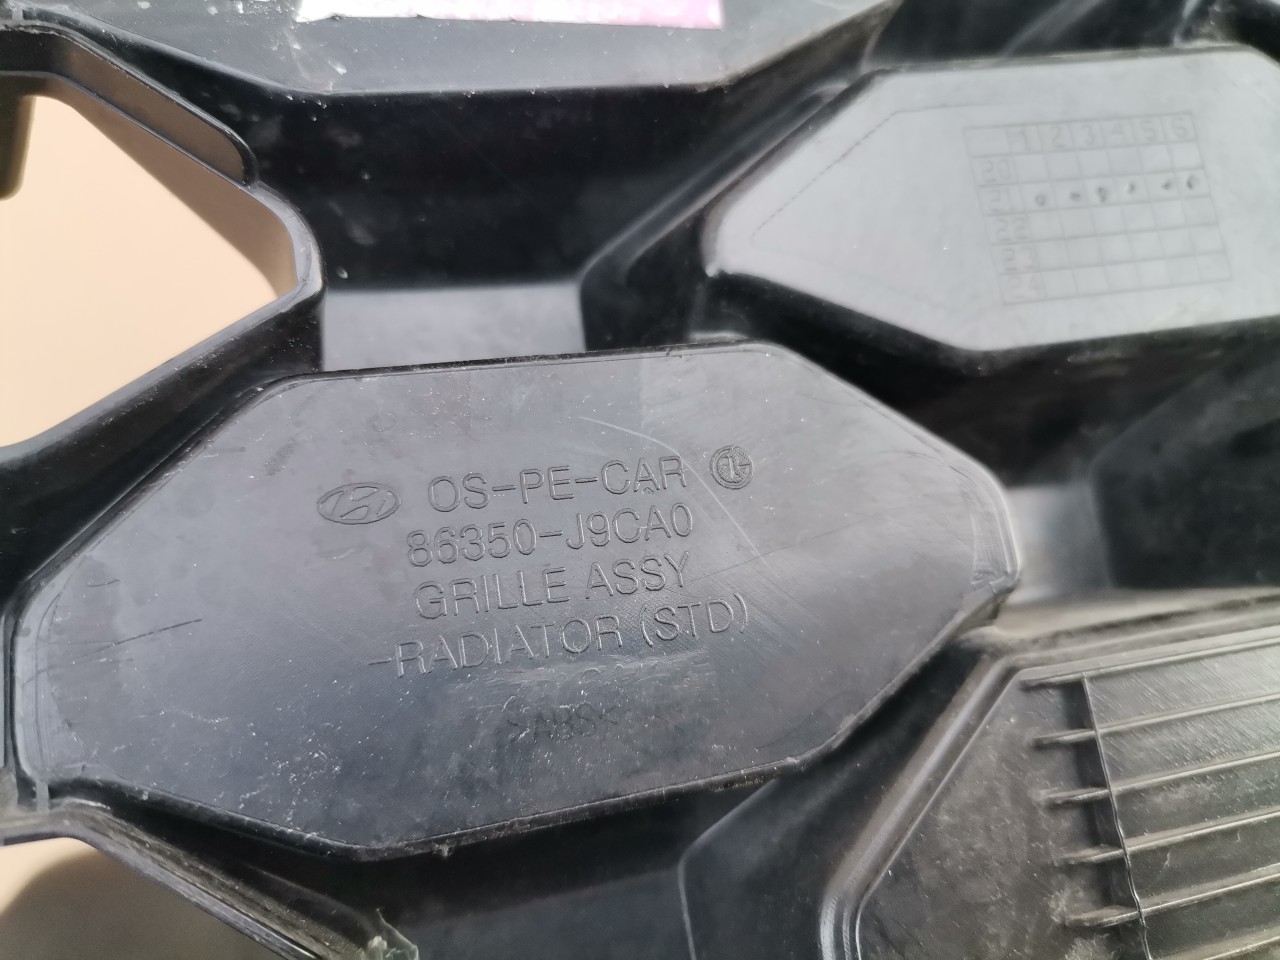 1 2 3 4 5 6
20
21
22
23
24
OS-PE-CAR
86350-J9CA0
GRILLE ASSY
-RADIATOR (STD)
>ABS<